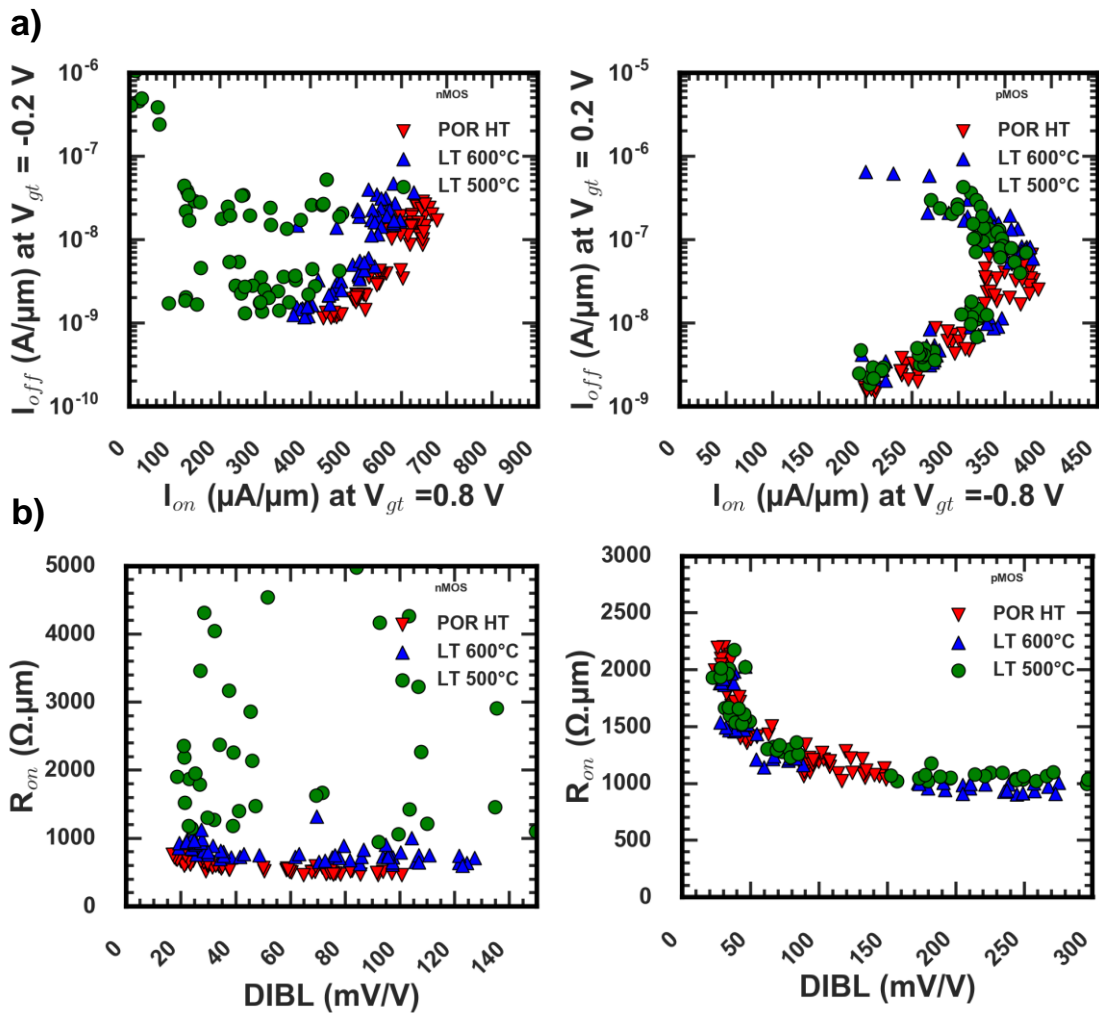 a)
I_off (A/µm) at V_gt = -0.2 V
10^-6
10^-7
10^-8
10^-9
10^-10
nMOS
POR HT
LT 600°C
LT 500°C
0
100
200
300
400
500
600
700
800
900
I_on (µA/µm) at V_gt =0.8 V
I_off (A/µm) at V_gt = 0.2 V
10^-5
10^-6
10^-7
10^-8
10^-9
pMOS
POR HT
LT 600°C
LT 500°C
0
50
100
150
200
250
300
350
400
450
I_on (µA/µm) at V_gt =-0.8 V
b)
R_on (Ω.µm)
5000
4000
3000
2000
1000
0
nMOS
POR HT
LT 600°C
LT 500°C
0
20
40
60
80
100
120
140
DIBL (mV/V)
R_on (Ω.µm)
3000
2500
2000
1500
1000
500
0
pMOS
POR HT
LT 600°C
LT 500°C
0
50
100
150
200
250
300
DIBL (mV/V)